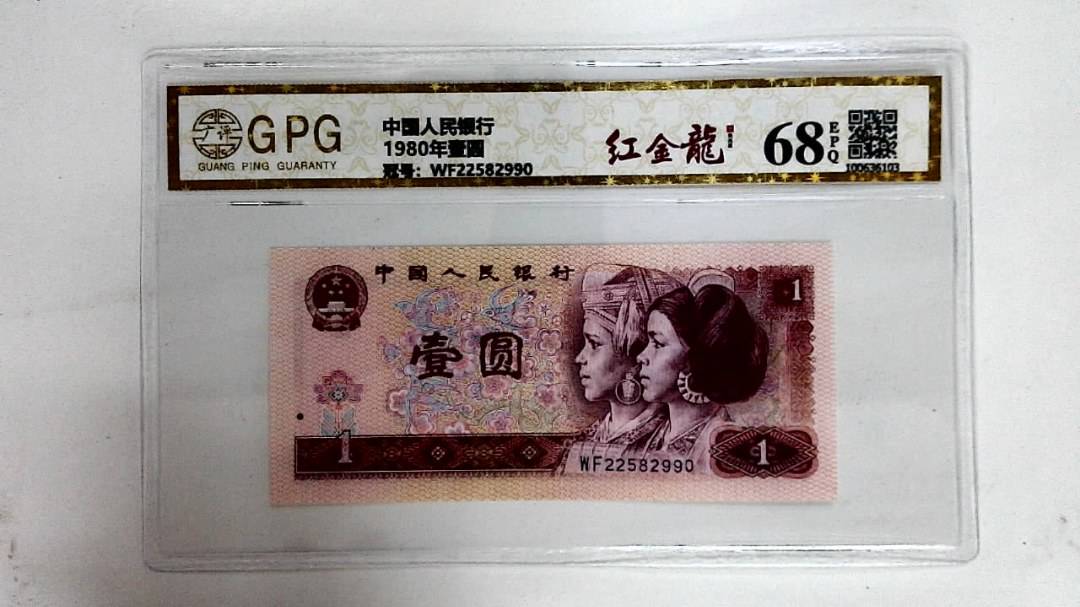 广评
GPG
GUANG PING GUARANTY
中国人民银行
1980年壹圆
冠号：WF22582990
红金龍
68
EPQ
100636103
中国人民银行
1
壹圆
1
WF22582990
1